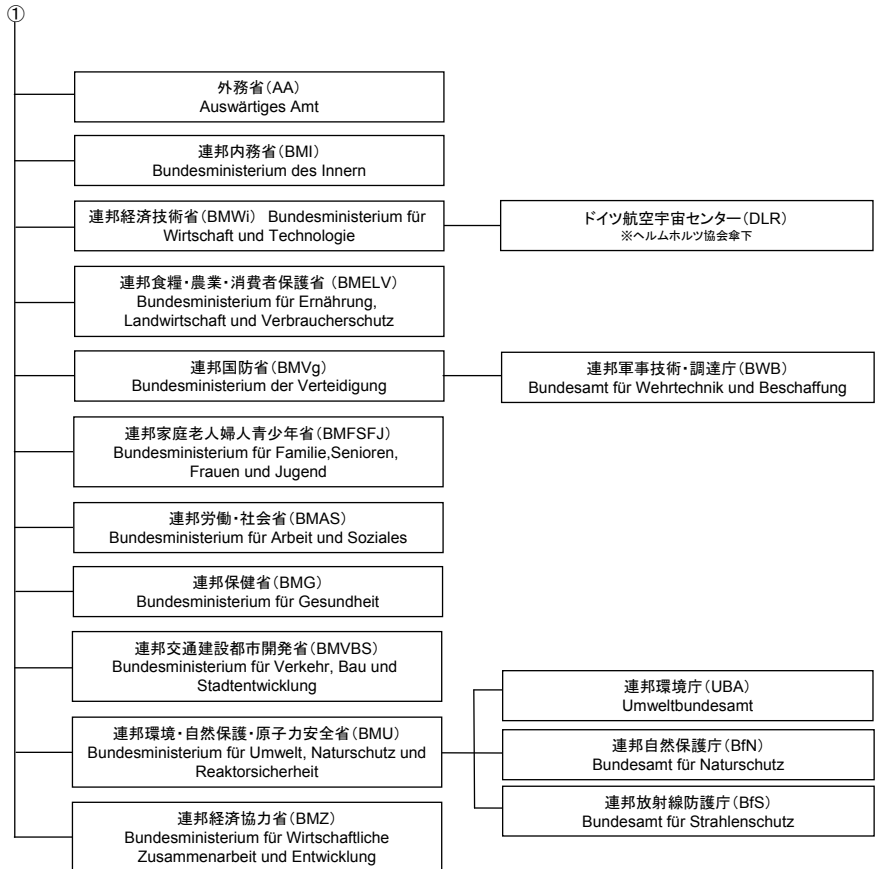 ①
外務省（AA）
Auswärtiges Amt
連邦内務省（BMI）
Bundesministerium des Innern
連邦経済技術省（BMWi） Bundesministerium für
Wirtschaft und Technologie
ドイツ航空宇宙センター（DLR）
※ヘルムホルツ協会傘下
連邦食糧・農業・消費者保護省 （BMELV）
Bundesministerium für Ernährung,
Landwirtschaft und Verbraucherschutz
連邦国防省（BMVg）
Bundesministerium der Verteidigung
連邦軍事技術・調達庁（BWB）
Bundesamt für Wehrtechnik und Beschaffung
連邦家庭老人婦人青少年省（BMFSFJ）
Bundesministerium für Familie,Senioren,
Frauen und Jugend
連邦労働・社会省（BMAS）
Bundesministerium für Arbeit und Soziales
連邦保健省（BMG）
Bundesministerium für Gesundheit
連邦交通建設都市開発省（BMVBS）
Bundesministerium für Verkehr, Bau und
Stadtentwicklung
連邦環境・自然保護・原子力安全省（BMU）
Bundesministerium für Umwelt, Naturschutz und
Reaktorsicherheit
連邦環境庁（UBA）
Umweltbundesamt
連邦自然保護庁（BfN）
Bundesamt für Naturschutz
連邦放射線防護庁（BfS）
Bundesamt für Strahlenschutz
連邦経済協力省（BMZ）
Bundesministerium für Wirtschaftliche
Zusammenarbeit und Entwicklung